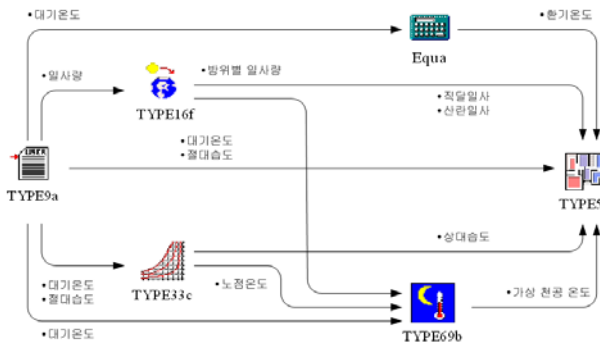 •대기온도
•환기온도
Equa
•일사량
•방위별 일사량
TYPE16f
•직달일사
•산란일사
•대기온도
•절대습도
TYPE9a
TYPE5
•상대습도
•대기온도
•절대습도
TYPE33c
•노점온도
•가상 천공 온도
•대기온도
TYPE69b